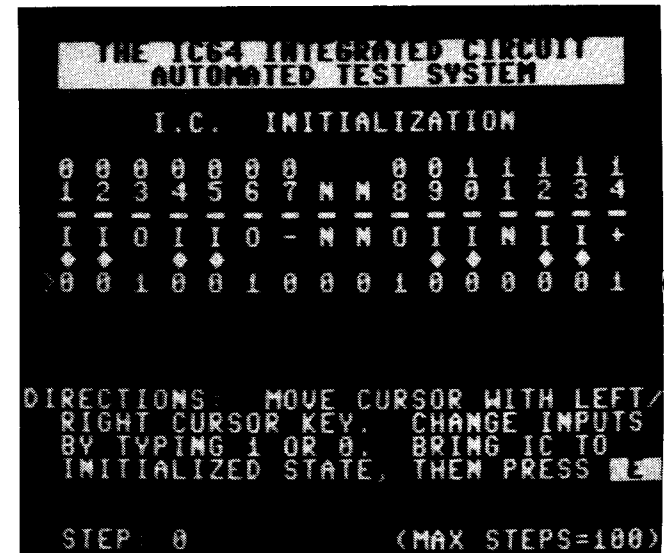 THE IC64 INTEGRATED CIRCUIT
AUTOMATED TEST SYSTEM
I.C. INITIALIZATION
0 0 0 0 0 0 0 0 0 1 1 1 1 1
1 2 3 4 5 6 7 N N 8 9 0 1 2 3 4
I I O I I O - N N O I I N I I +
>0 0 1 0 0 1 0 0 0 1 0 0 0 0 0 1
DIRECTIONS: MOVE CURSOR WITH LEFT/
RIGHT CURSOR KEY. CHANGE INPUTS
BY TYPING 1 OR 0. BRING IC TO
INITIALIZED STATE, THEN PRESS E
STEP: 0 (MAX STEPS=100)